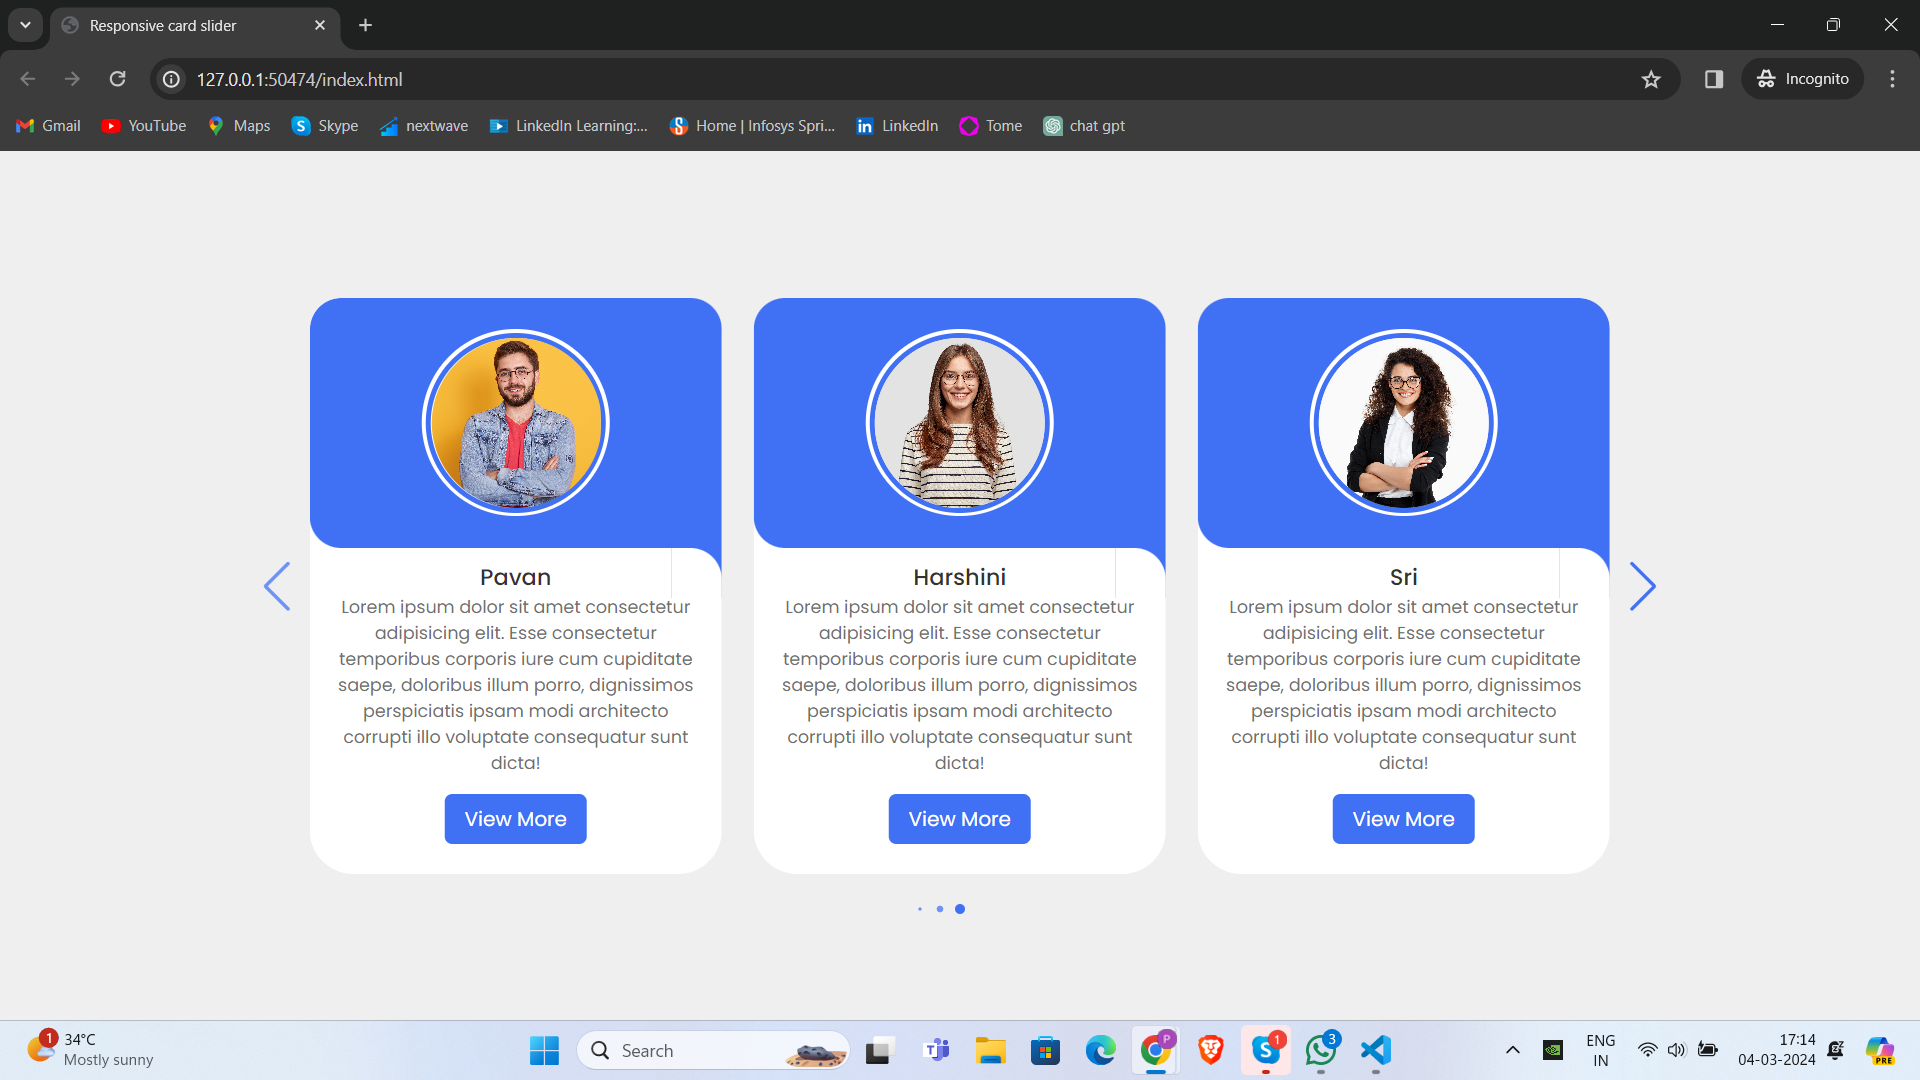 Responsive card slider
127.0.0.1:50474/index.html
Incognito
Gmail YouTube Maps Skype nextwave LinkedIn Learning:... Home | Infosys Spri... LinkedIn Tome chat gpt
Pavan
Lorem ipsum dolor sit amet consectetur
adipisicing elit. Esse consectetur
temporibus corporis iure cum cupiditate
saepe, doloribus illum porro, dignissimos
perspiciatis ipsam modi architecto
corrupti illo voluptate consequatur sunt
dicta!
View More
Harshini
Lorem ipsum dolor sit amet consectetur
adipisicing elit. Esse consectetur
temporibus corporis iure cum cupiditate
saepe, doloribus illum porro, dignissimos
perspiciatis ipsam modi architecto
corrupti illo voluptate consequatur sunt
dicta!
View More
Sri
Lorem ipsum dolor sit amet consectetur
adipisicing elit. Esse consectetur
temporibus corporis iure cum cupiditate
saepe, doloribus illum porro, dignissimos
perspiciatis ipsam modi architecto
corrupti illo voluptate consequatur sunt
dicta!
View More
1
34°C
Mostly sunny
Search
P
1
3
ENG
IN
17:14
04-03-2024
PRE